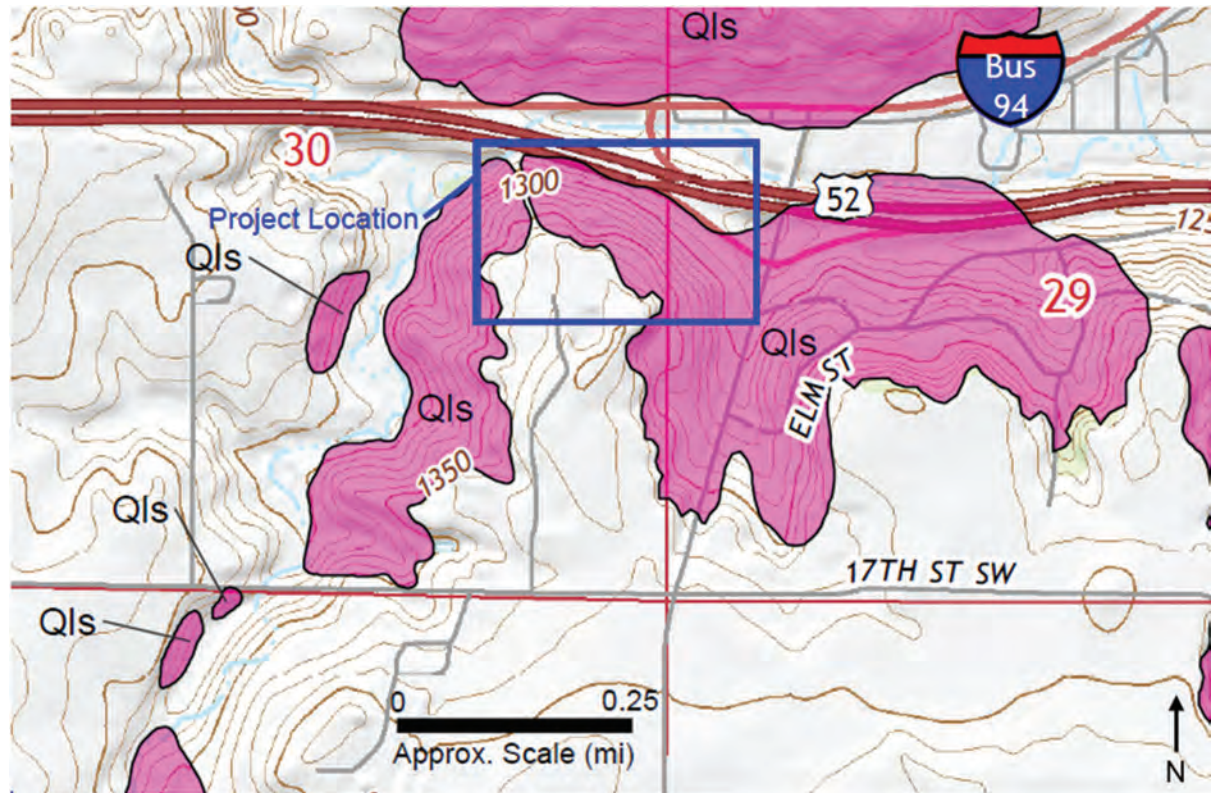 Qls
Bus
94
00
30
1300
52
Project Location
125
Qls
29
Qls
ELM ST
Qls
1350
Qls
17TH ST SW
Qls
0 0.25
Approx. Scale (mi)
N